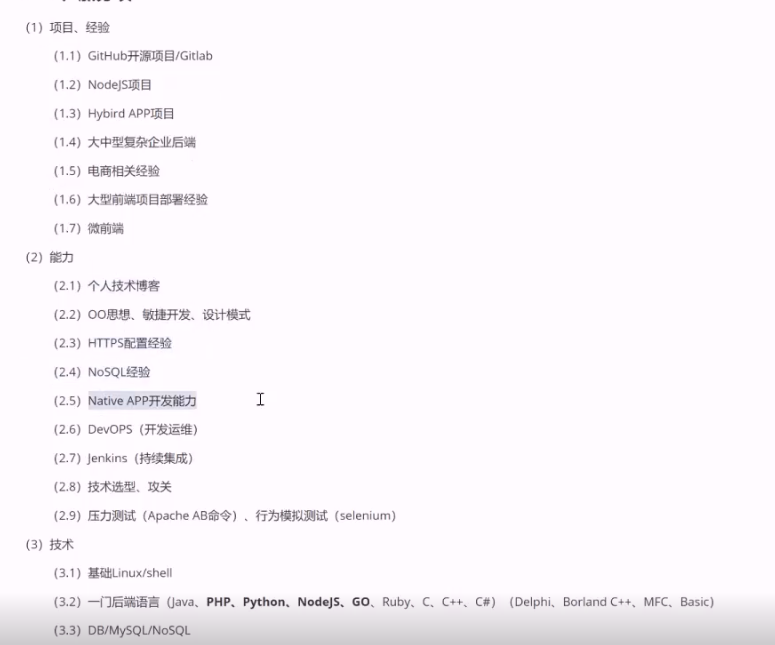 (1) 项目、经验
(1.1) GitHub开源项目/Gitlab
(1.2) NodeJS项目
(1.3) Hybird APP项目
(1.4) 大中型复杂企业后端
(1.5) 电商相关经验
(1.6) 大型前端项目部署经验
(1.7) 微前端
(2) 能力
(2.1) 个人技术博客
(2.2) OO思想、敏捷开发、设计模式
(2.3) HTTPS配置经验
(2.4) NoSQL经验
(2.5) Native APP开发能力
(2.6) DevOPS（开发运维）
(2.7) Jenkins（持续集成）
(2.8) 技术选型、攻关
(2.9) 压力测试（Apache AB命令）、行为模拟测试（selenium）
(3) 技术
(3.1) 基础Linux/shell
(3.2) 一门后端语言（Java、PHP、Python、NodeJS、GO、Ruby、C、C++、C#）（Delphi、Borland C++、MFC、Basic）
(3.3) DB/MySQL/NoSQL